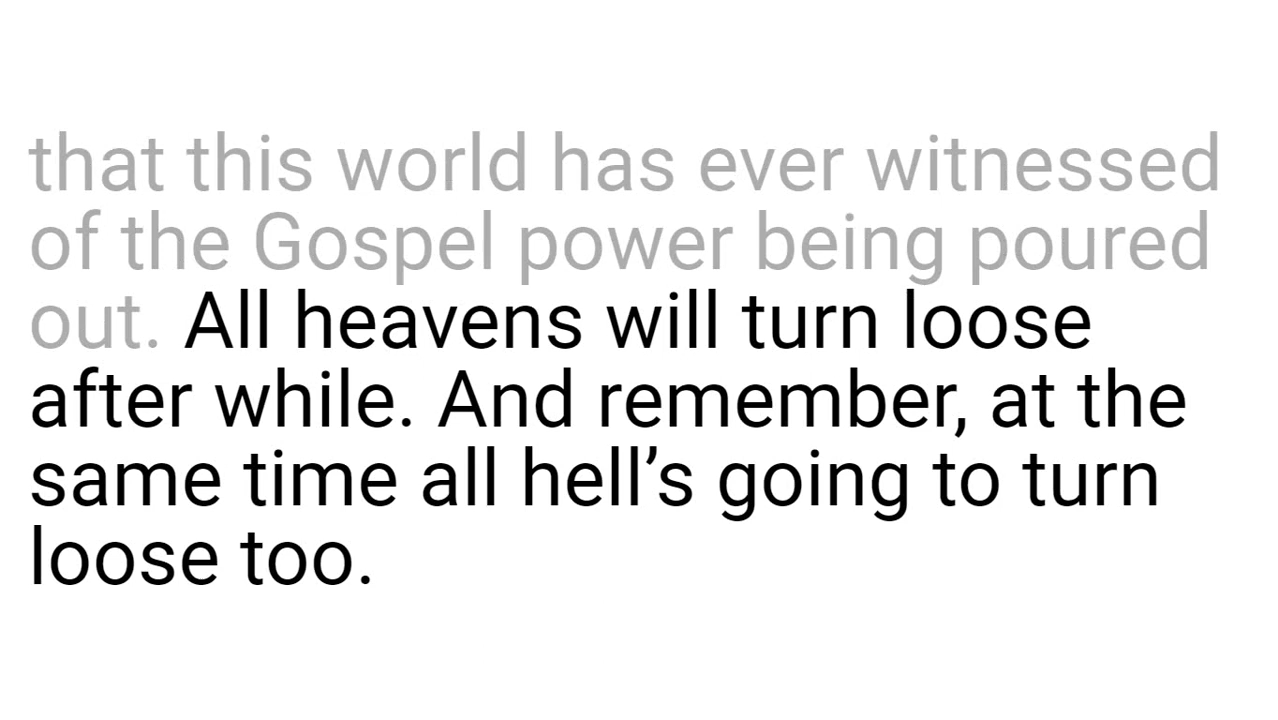 that this world has ever witnessed
of the Gospel power being poured
out. All heavens will turn loose
after while. And remember, at the
same time all hell’s going to turn
loose too.